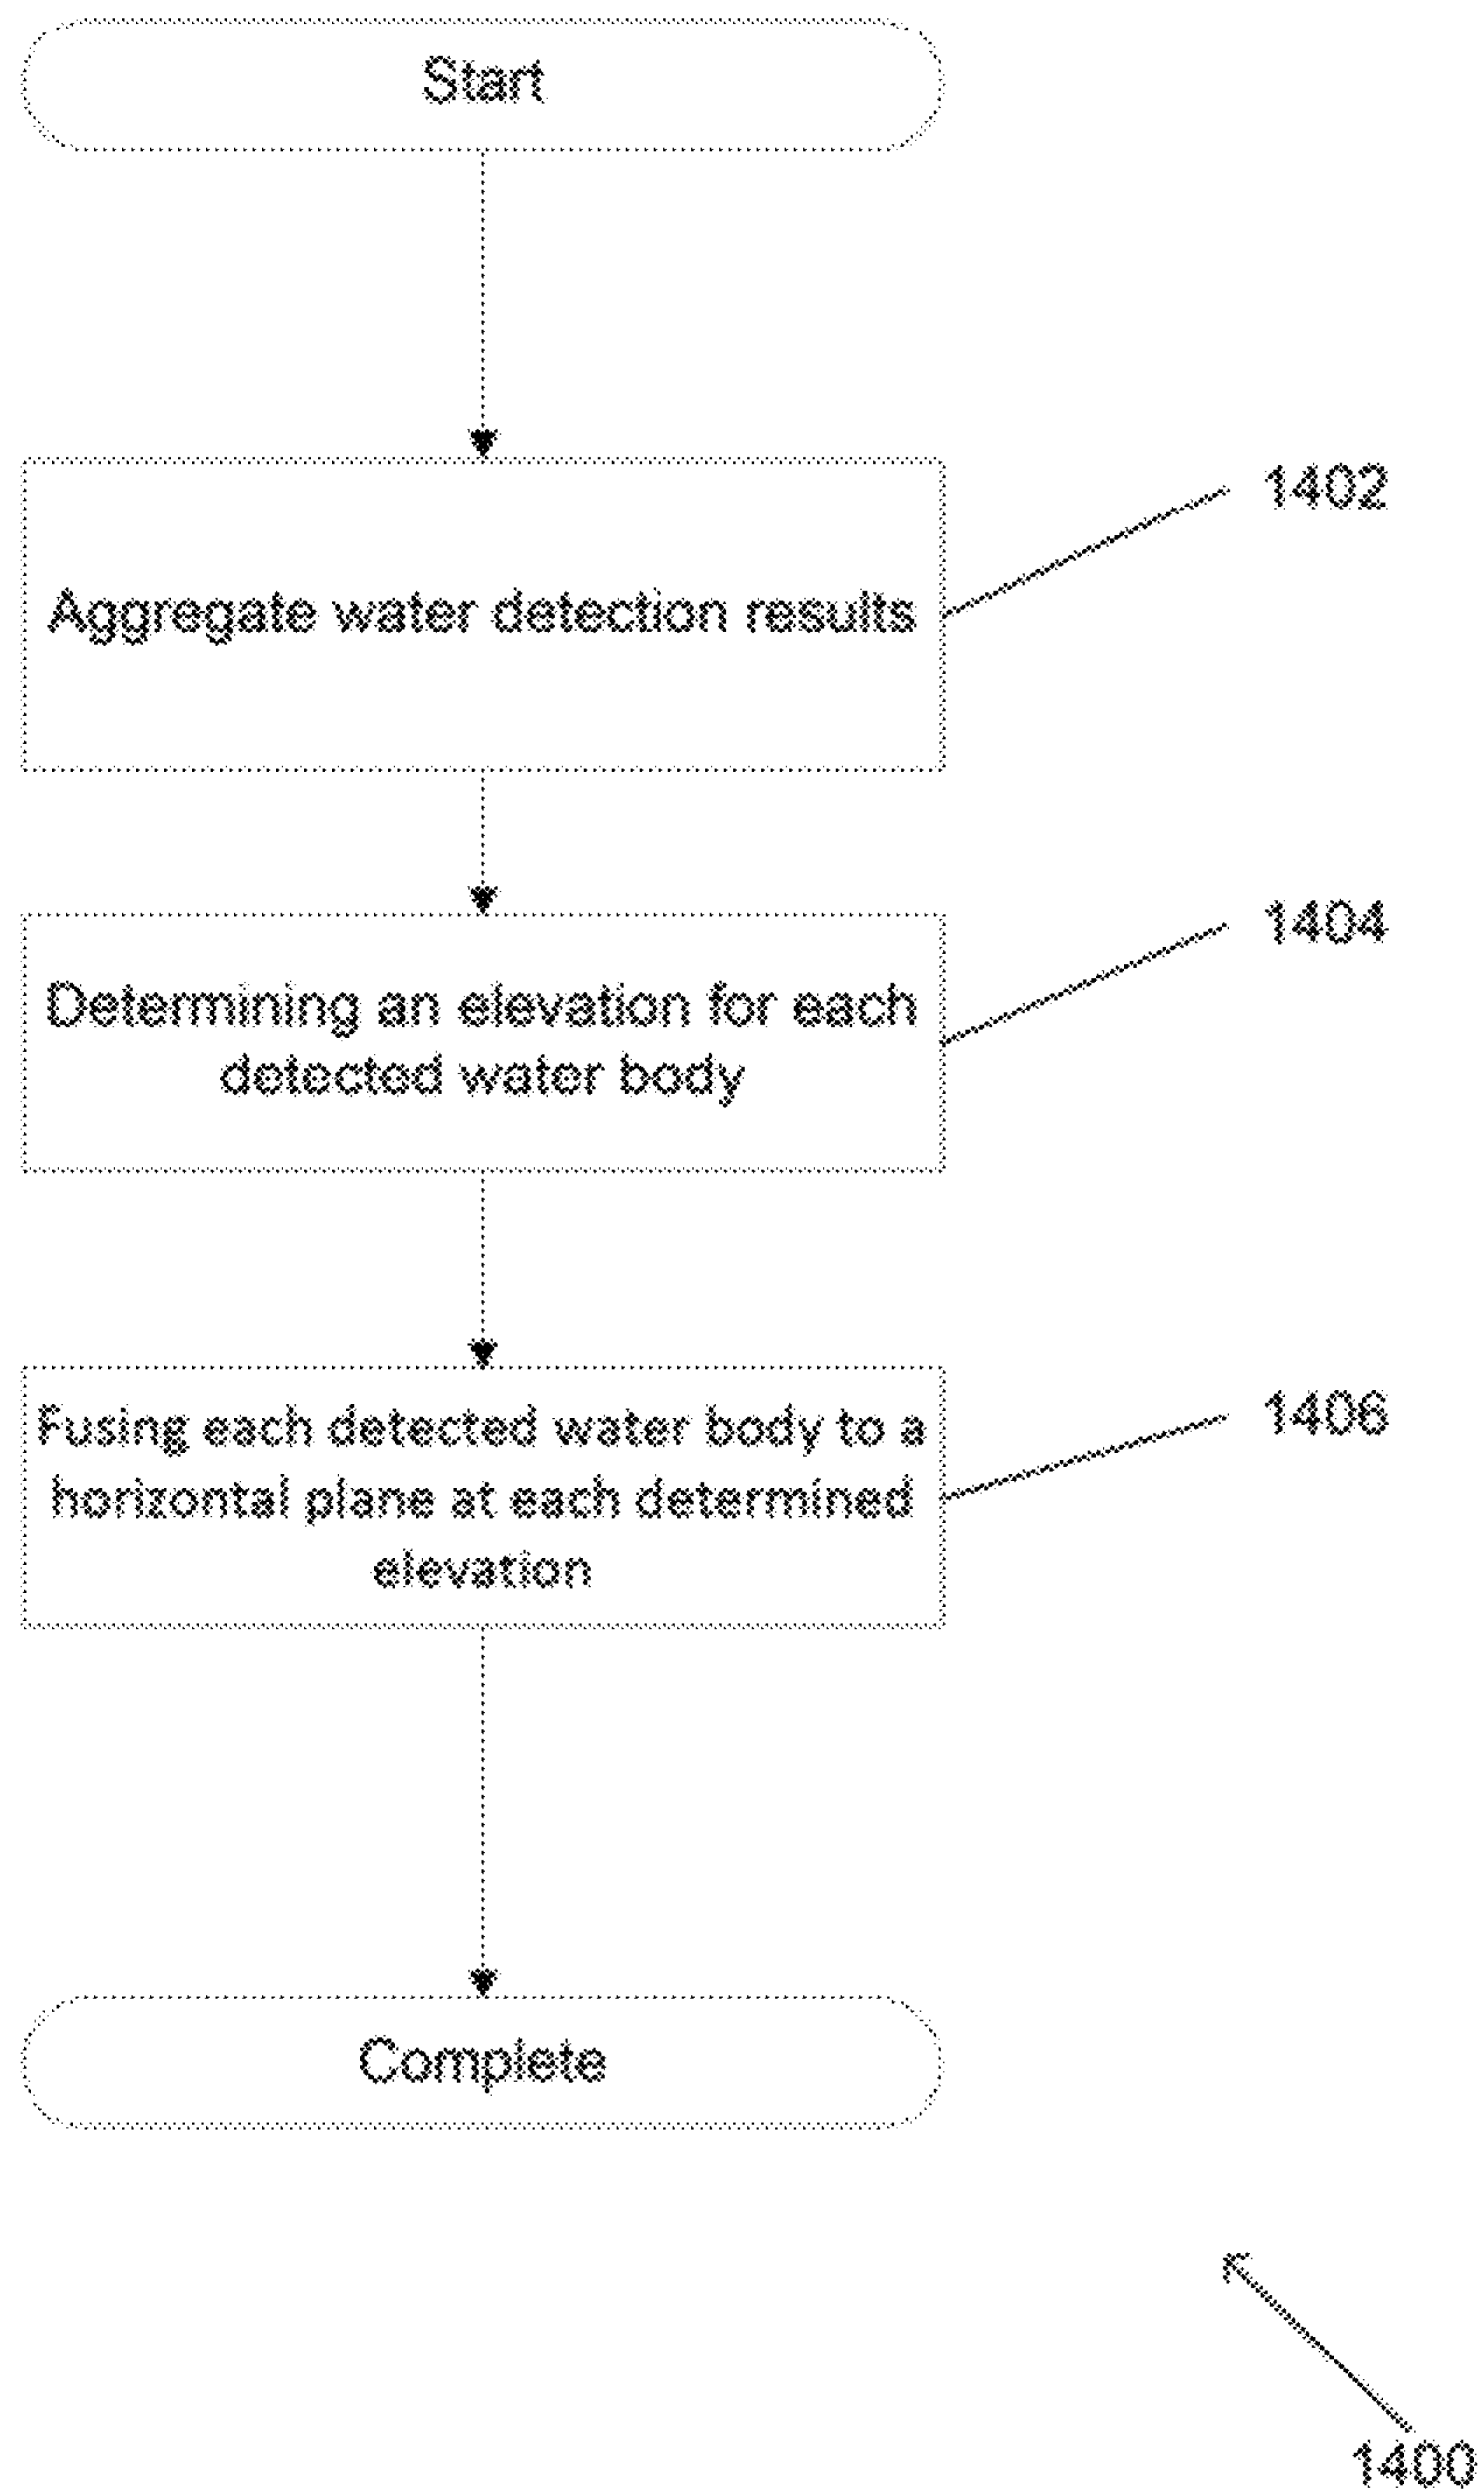 Start
1402
Aggregate water detection results
1404
Determining an elevation for each
detected water body
1406
Fusing each detected water body to a
horizontal plane at each determined
elevation
Complete
1400